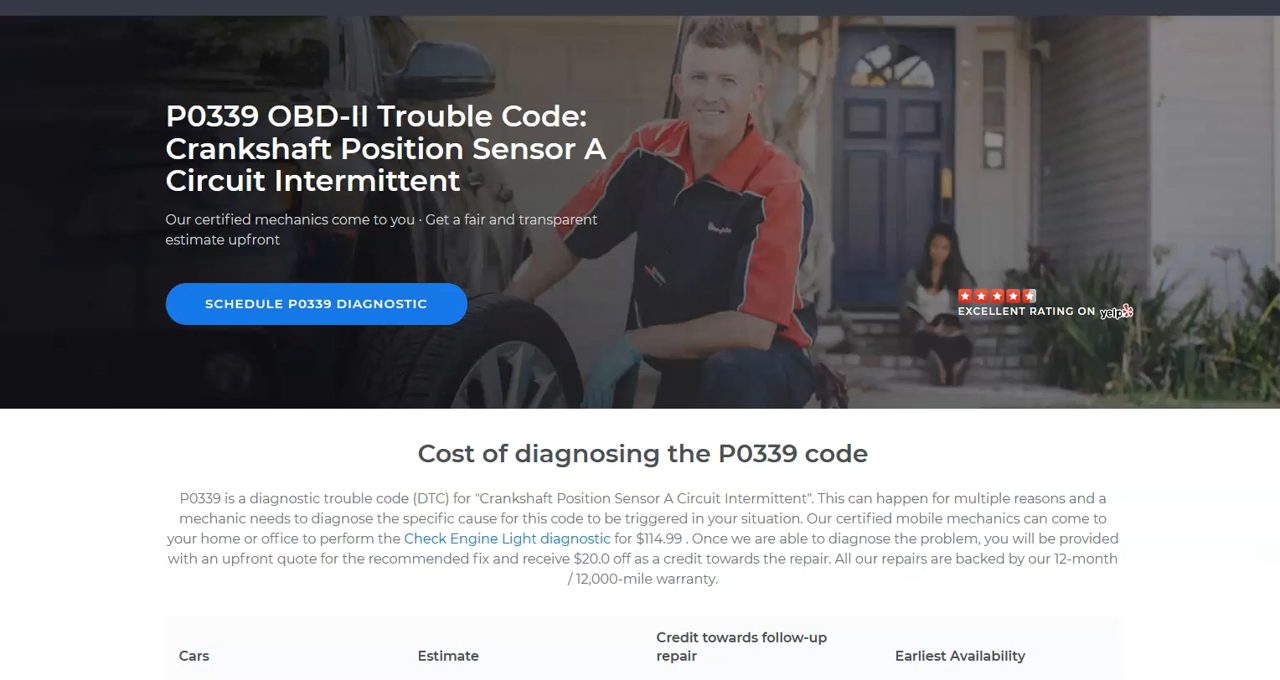 P0339 OBD-II Trouble Code:
Crankshaft Position Sensor A
Circuit Intermittent
Our certified mechanics come to you · Get a fair and transparent
estimate upfront
SCHEDULE P0339 DIAGNOSTIC
EXCELLENT RATING ON yelp
Cost of diagnosing the P0339 code
P0339 is a diagnostic trouble code (DTC) for "Crankshaft Position Sensor A Circuit Intermittent". This can happen for multiple reasons and a
mechanic needs to diagnose the specific cause for this code to be triggered in your situation. Our certified mobile mechanics can come to
your home or office to perform the Check Engine Light diagnostic for $114.99 . Once we are able to diagnose the problem, you will be provided
with an upfront quote for the recommended fix and receive $20.0 off as a credit towards the repair. All our repairs are backed by our 12-month
/ 12,000-mile warranty.
Cars Estimate Credit towards follow-up
repair Earliest Availability